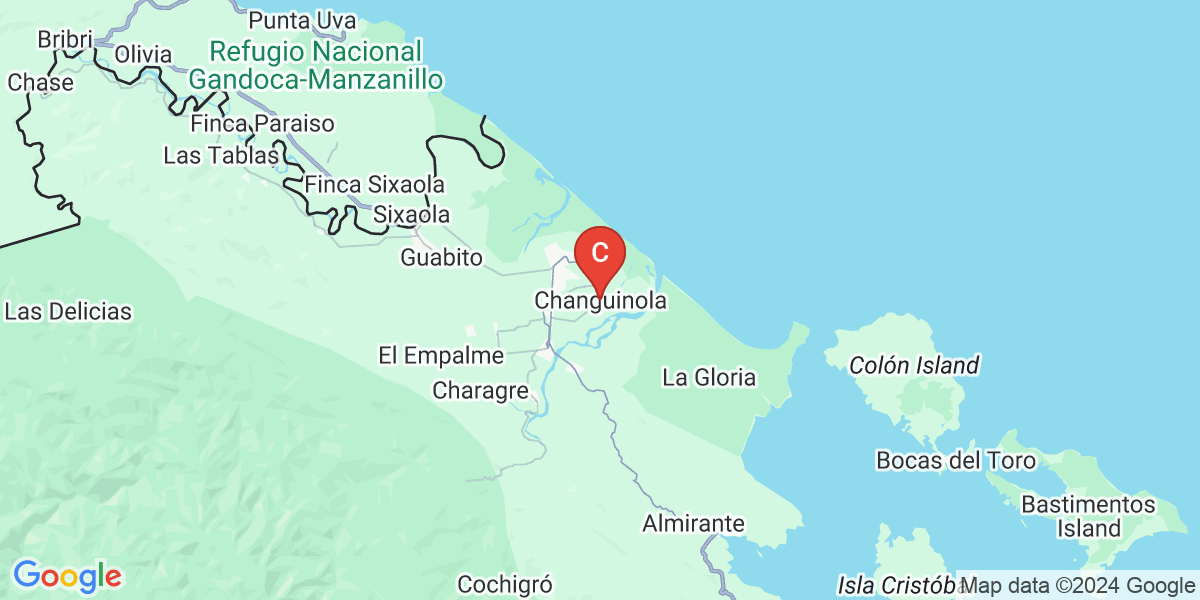 Punta Uva
Bribri
Olivia
Refugio Nacional
Gandoca-Manzanillo
Chase
Finca Paraiso
Las Tablas
Finca Sixaola
Sixaola
Guabito
C
Changuinola
Las Delicias
El Empalme
Charagre
La Gloria
Colón Island
Bocas del Toro
Bastimentos
Island
Almirante
Cochigró
Isla Cristóba
Google
Map data ©2024 Google